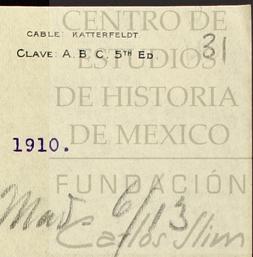 CENTRO DE
CABLE: KATTERFELDT
31
CLAVE: A. B. C. 5TH ED.
ESTUDIOS
DE HISTORIA
DE MEXICO
1910.
FUNDACIÓN
6/13
Carlos Slim